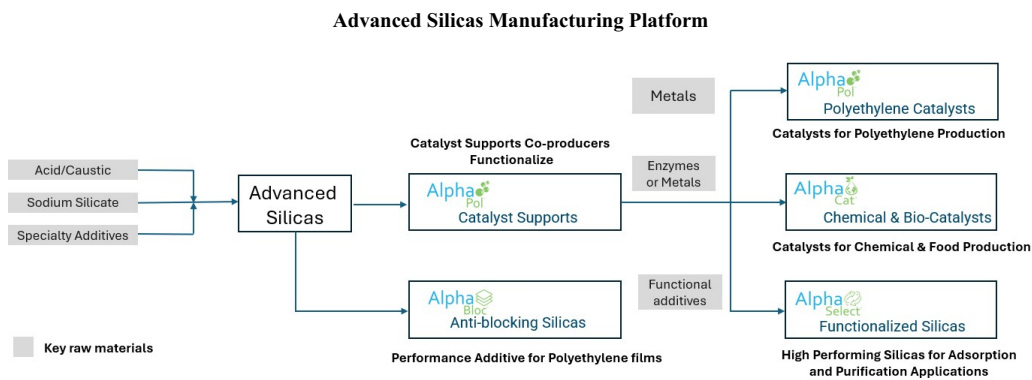 Advanced Silicas Manufacturing Platform
Acid/Caustic
Sodium Silicate
Specialty Additives
Advanced
Silicas
Catalyst Supports Co-producers
Functionalize
Alpha
Pol
Catalyst Supports
Alpha
Bloc
Anti-blocking Silicas
Performance Additive for Polyethylene films
Metals
Enzymes
or Metals
Functional
additives
Alpha
Pol
Polyethylene Catalysts
Catalysts for Polyethylene Production
Alpha
Cat
Chemical & Bio-Catalysts
Catalysts for Chemical & Food Production
Alpha
Select
Functionalized Silicas
High Performing Silicas for Adsorption
and Purification Applications
Key raw materials